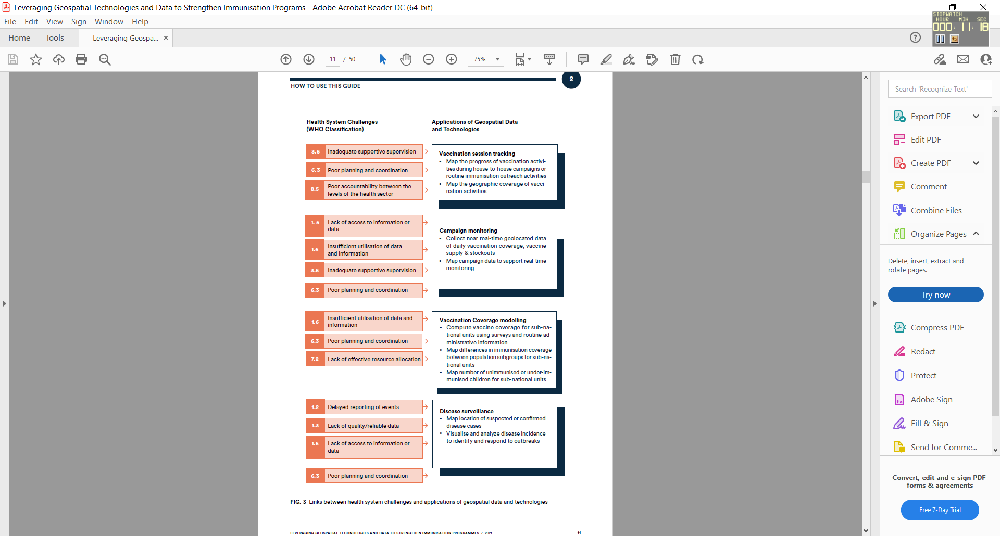 Leveraging Geospatial Technologies and Data to Strengthen Immunisation Programs - Adobe Acrobat Reader DC (64-bit)
STOPWATCH
HOUR MIN SEC
000: 11: 18
File Edit View Sign Window Help
Home Tools Leveraging Geospa... ×
11 / 50
75%
HOW TO USE THIS GUIDE
2
Health System Challenges
(WHO Classification)
Applications of Geospatial Data
and Technologies
3.6 Inadequate supportive supervision
6.3 Poor planning and coordination
8.5 Poor accountability between the
levels of the health sector
Vaccination session tracking
• Map the progress of vaccination activi-
ties during house-to-house campaigns or
routine immunisation outreach activities
• Map the geographic coverage of vacci-
nation activities
1. 5 Lack of access to information or
data
1.6 Insufficient utilisation of data
and information
3.6 Inadequate supportive supervision
6.3 Poor planning and coordination
Campaign monitoring
• Collect near real-time geolocated data
of daily vaccination coverage, vaccine
supply & stockouts
• Map campaign data to support real-time
monitoring
1.6 Insufficient utilisation of data and
information
6.3 Poor planning and coordination
7.2 Lack of effective resource allocation
Vaccination Coverage modelling
• Compute vaccine coverage for sub-na-
tional units using surveys and routine ad-
ministrative information
• Map differences in immunisation coverage
between population subgroups for sub-na-
tional units
• Map number of unimmunised or under-im-
munised children for sub-national units
1.2 Delayed reporting of events
1.3 Lack of quality/reliable data
1.5 Lack of access to information or
data
6.3 Poor planning and coordination
Disease surveillance
• Map location of suspected or confirmed
disease cases
• Visualise and analyze disease incidence
to identify and respond to outbreaks
FIG. 3 Links between health system challenges and applications of geospatial data and technologies
LEVERAGING GEOSPATIAL TECHNOLOGIES AND DATA TO STRENGTHEN IMMUNISATION PROGRAMMES / 2021
11
Search 'Recognize Text'
Export PDF
Edit PDF
Create PDF
Comment
Combine Files
Organize Pages
Delete, insert, extract and
rotate pages.
Try now
Compress PDF
Redact
Protect
Adobe Sign
Fill & Sign
Send for Comme...
Convert, edit and e-sign PDF
forms & agreements
Free 7-Day Trial